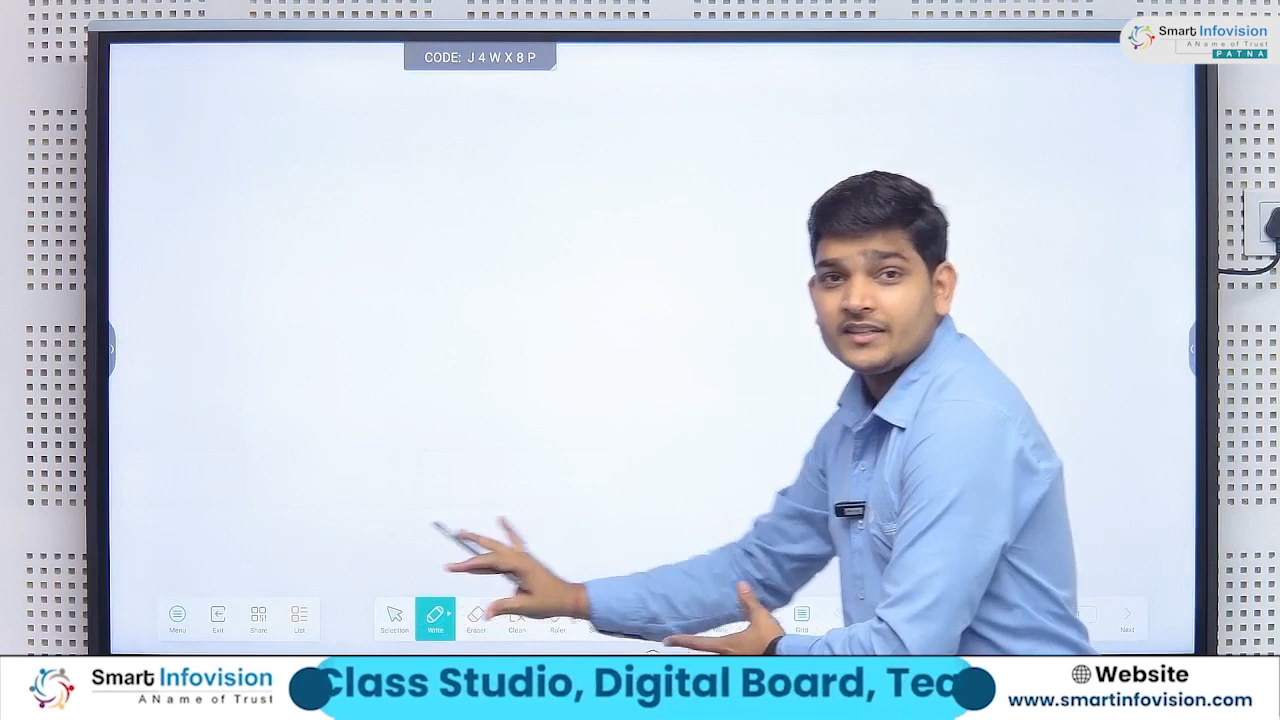 CODE: J 4 W X 8 P
Smart Infovision
A Name of Trust
PATNA
Menu
Exit
Share
List
Selection
Write
Eraser
Clean
Ruler
Grid
Next
Smart Infovision
A Name of Trust
Class Studio, Digital Board, Tea
Website
www.smartinfovision.com